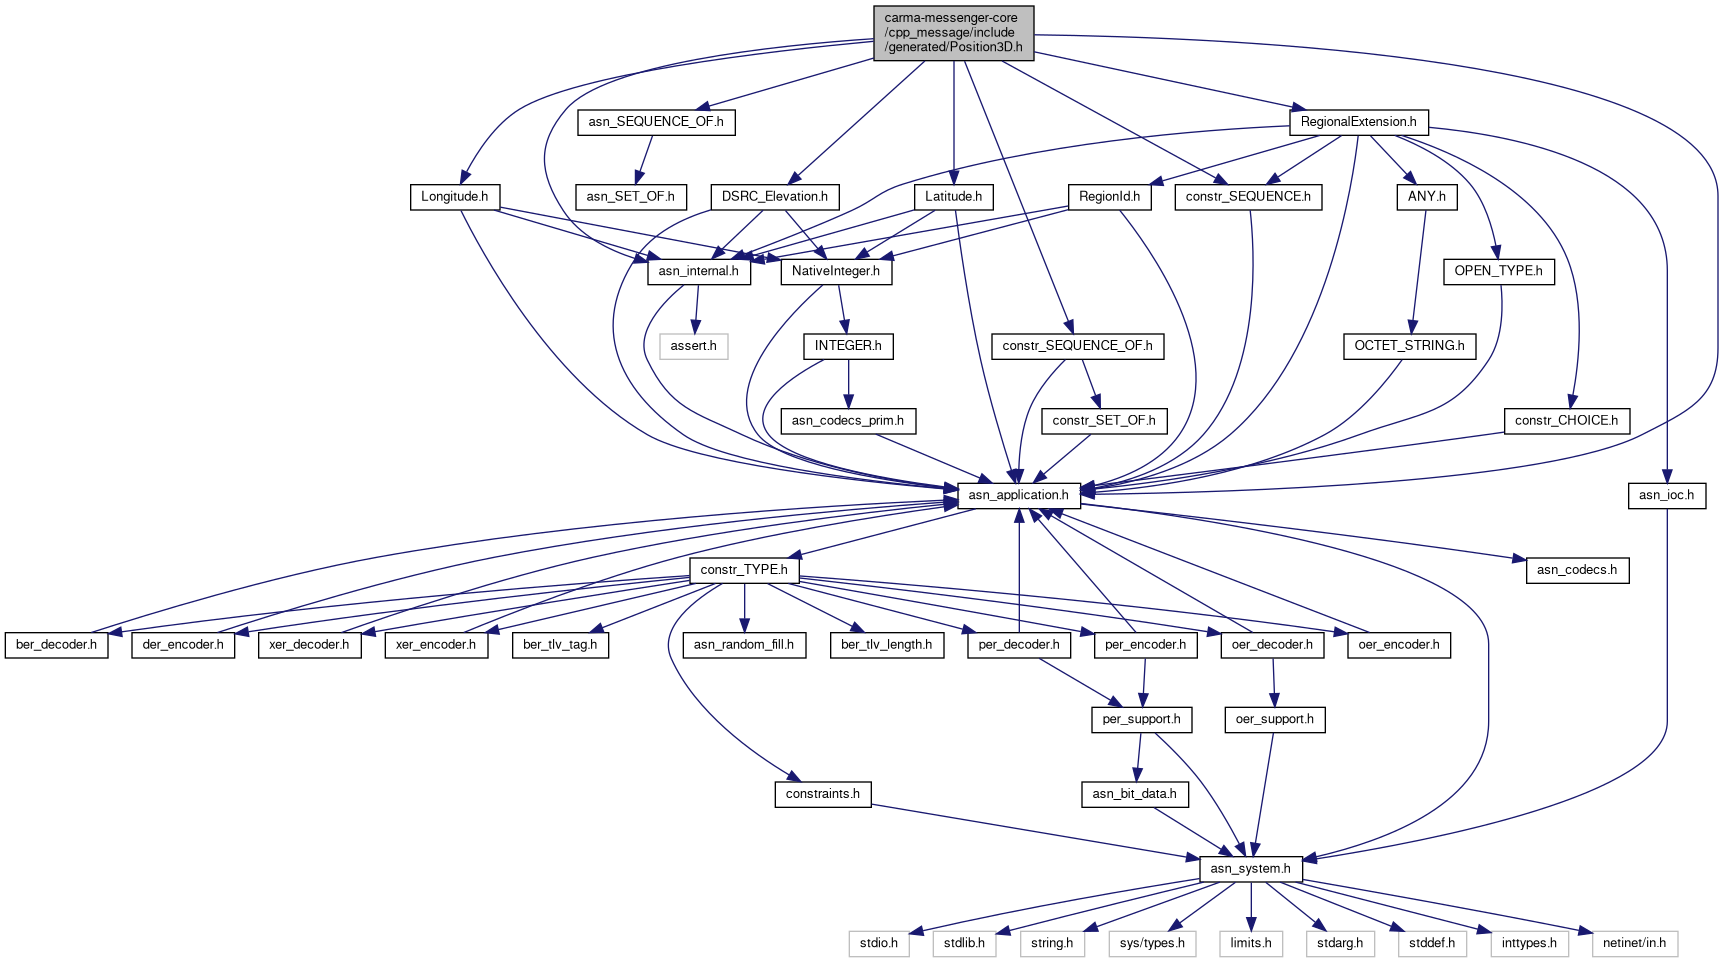 carma-messenger-core
/cpp_message/include
/generated/Position3D.h
asn_SEQUENCE_OF.h
RegionalExtension.h
Longitude.h
asn_SET_OF.h
DSRC_Elevation.h
Latitude.h
RegionId.h
constr_SEQUENCE.h
ANY.h
asn_internal.h
NativeInteger.h
OPEN_TYPE.h
assert.h
INTEGER.h
constr_SEQUENCE_OF.h
OCTET_STRING.h
asn_codecs_prim.h
constr_SET_OF.h
constr_CHOICE.h
asn_application.h
asn_ioc.h
constr_TYPE.h
asn_codecs.h
ber_decoder.h
der_encoder.h
xer_decoder.h
xer_encoder.h
ber_tlv_tag.h
asn_random_fill.h
ber_tlv_length.h
per_decoder.h
per_encoder.h
oer_decoder.h
oer_encoder.h
per_support.h
oer_support.h
constraints.h
asn_bit_data.h
asn_system.h
stdio.h
stdlib.h
string.h
sys/types.h
limits.h
stdarg.h
stddef.h
inttypes.h
netinet/in.h